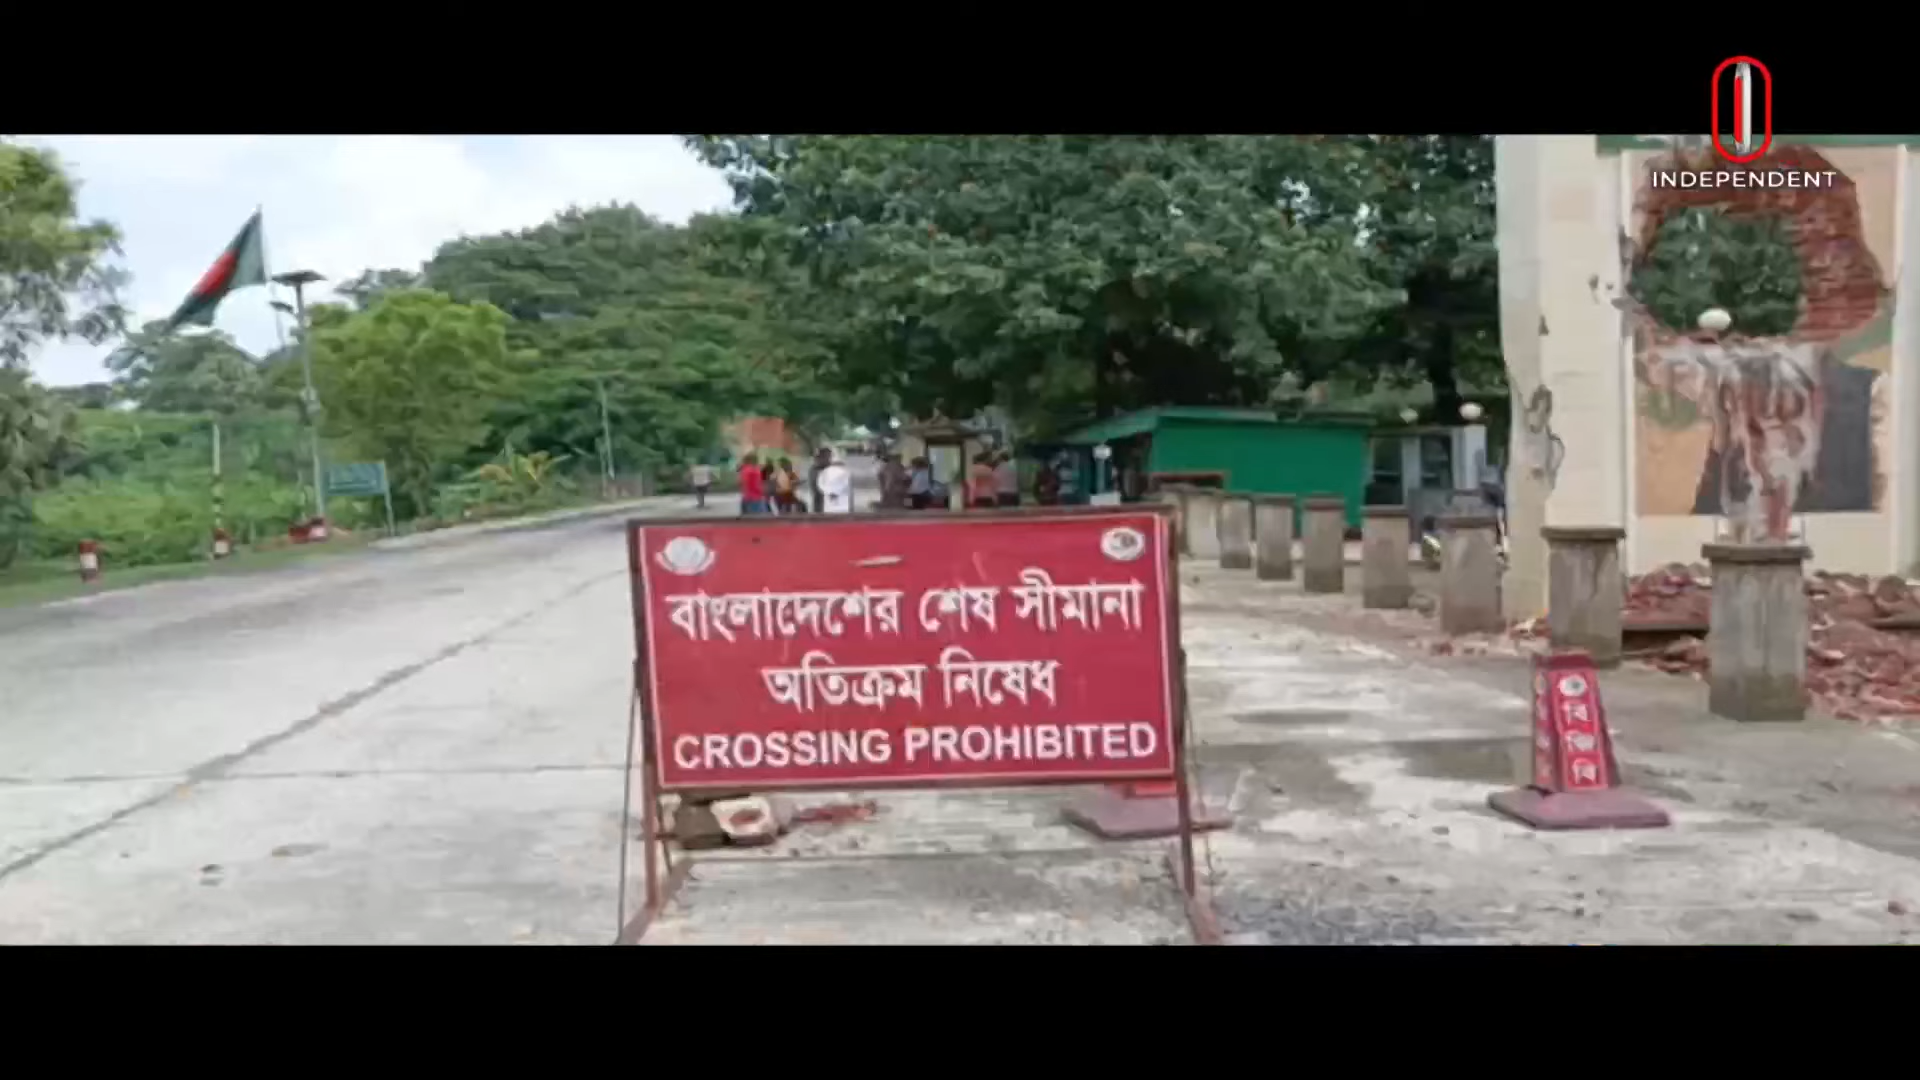 INDEPENDENT
বাংলাদেশের শেষ সীমানা
অতিক্রম নিষেধ
CROSSING PROHIBITED
বি
জি
বি